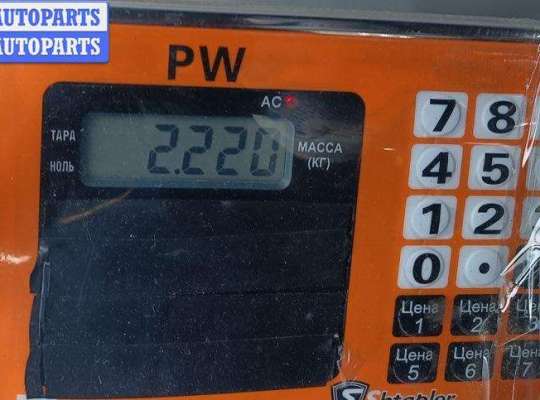 AUTOPARTS
AUTOPARTS
PW
AC
ТАРА
НОЛЬ
2.220
МАССА
(КГ)
7 8
4 5
1 2
0 .
Цена 1 Цена 2
Цена 5 Цена 6 7
S Shtapler